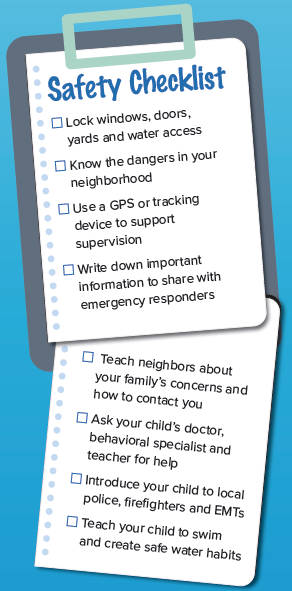 Safety Checklist
Lock windows, doors,
yards and water access
Know the dangers in your
neighborhood
Use a GPS or tracking
device to support
supervision
Write down important
information to share with
emergency responders
Teach neighbors about
your family's concerns and
how to contact you
Ask your child's doctor,
behavioral specialist and
teacher for help
Introduce your child to local
police, firefighters and EMTs
Teach your child to swim
and create safe water habits